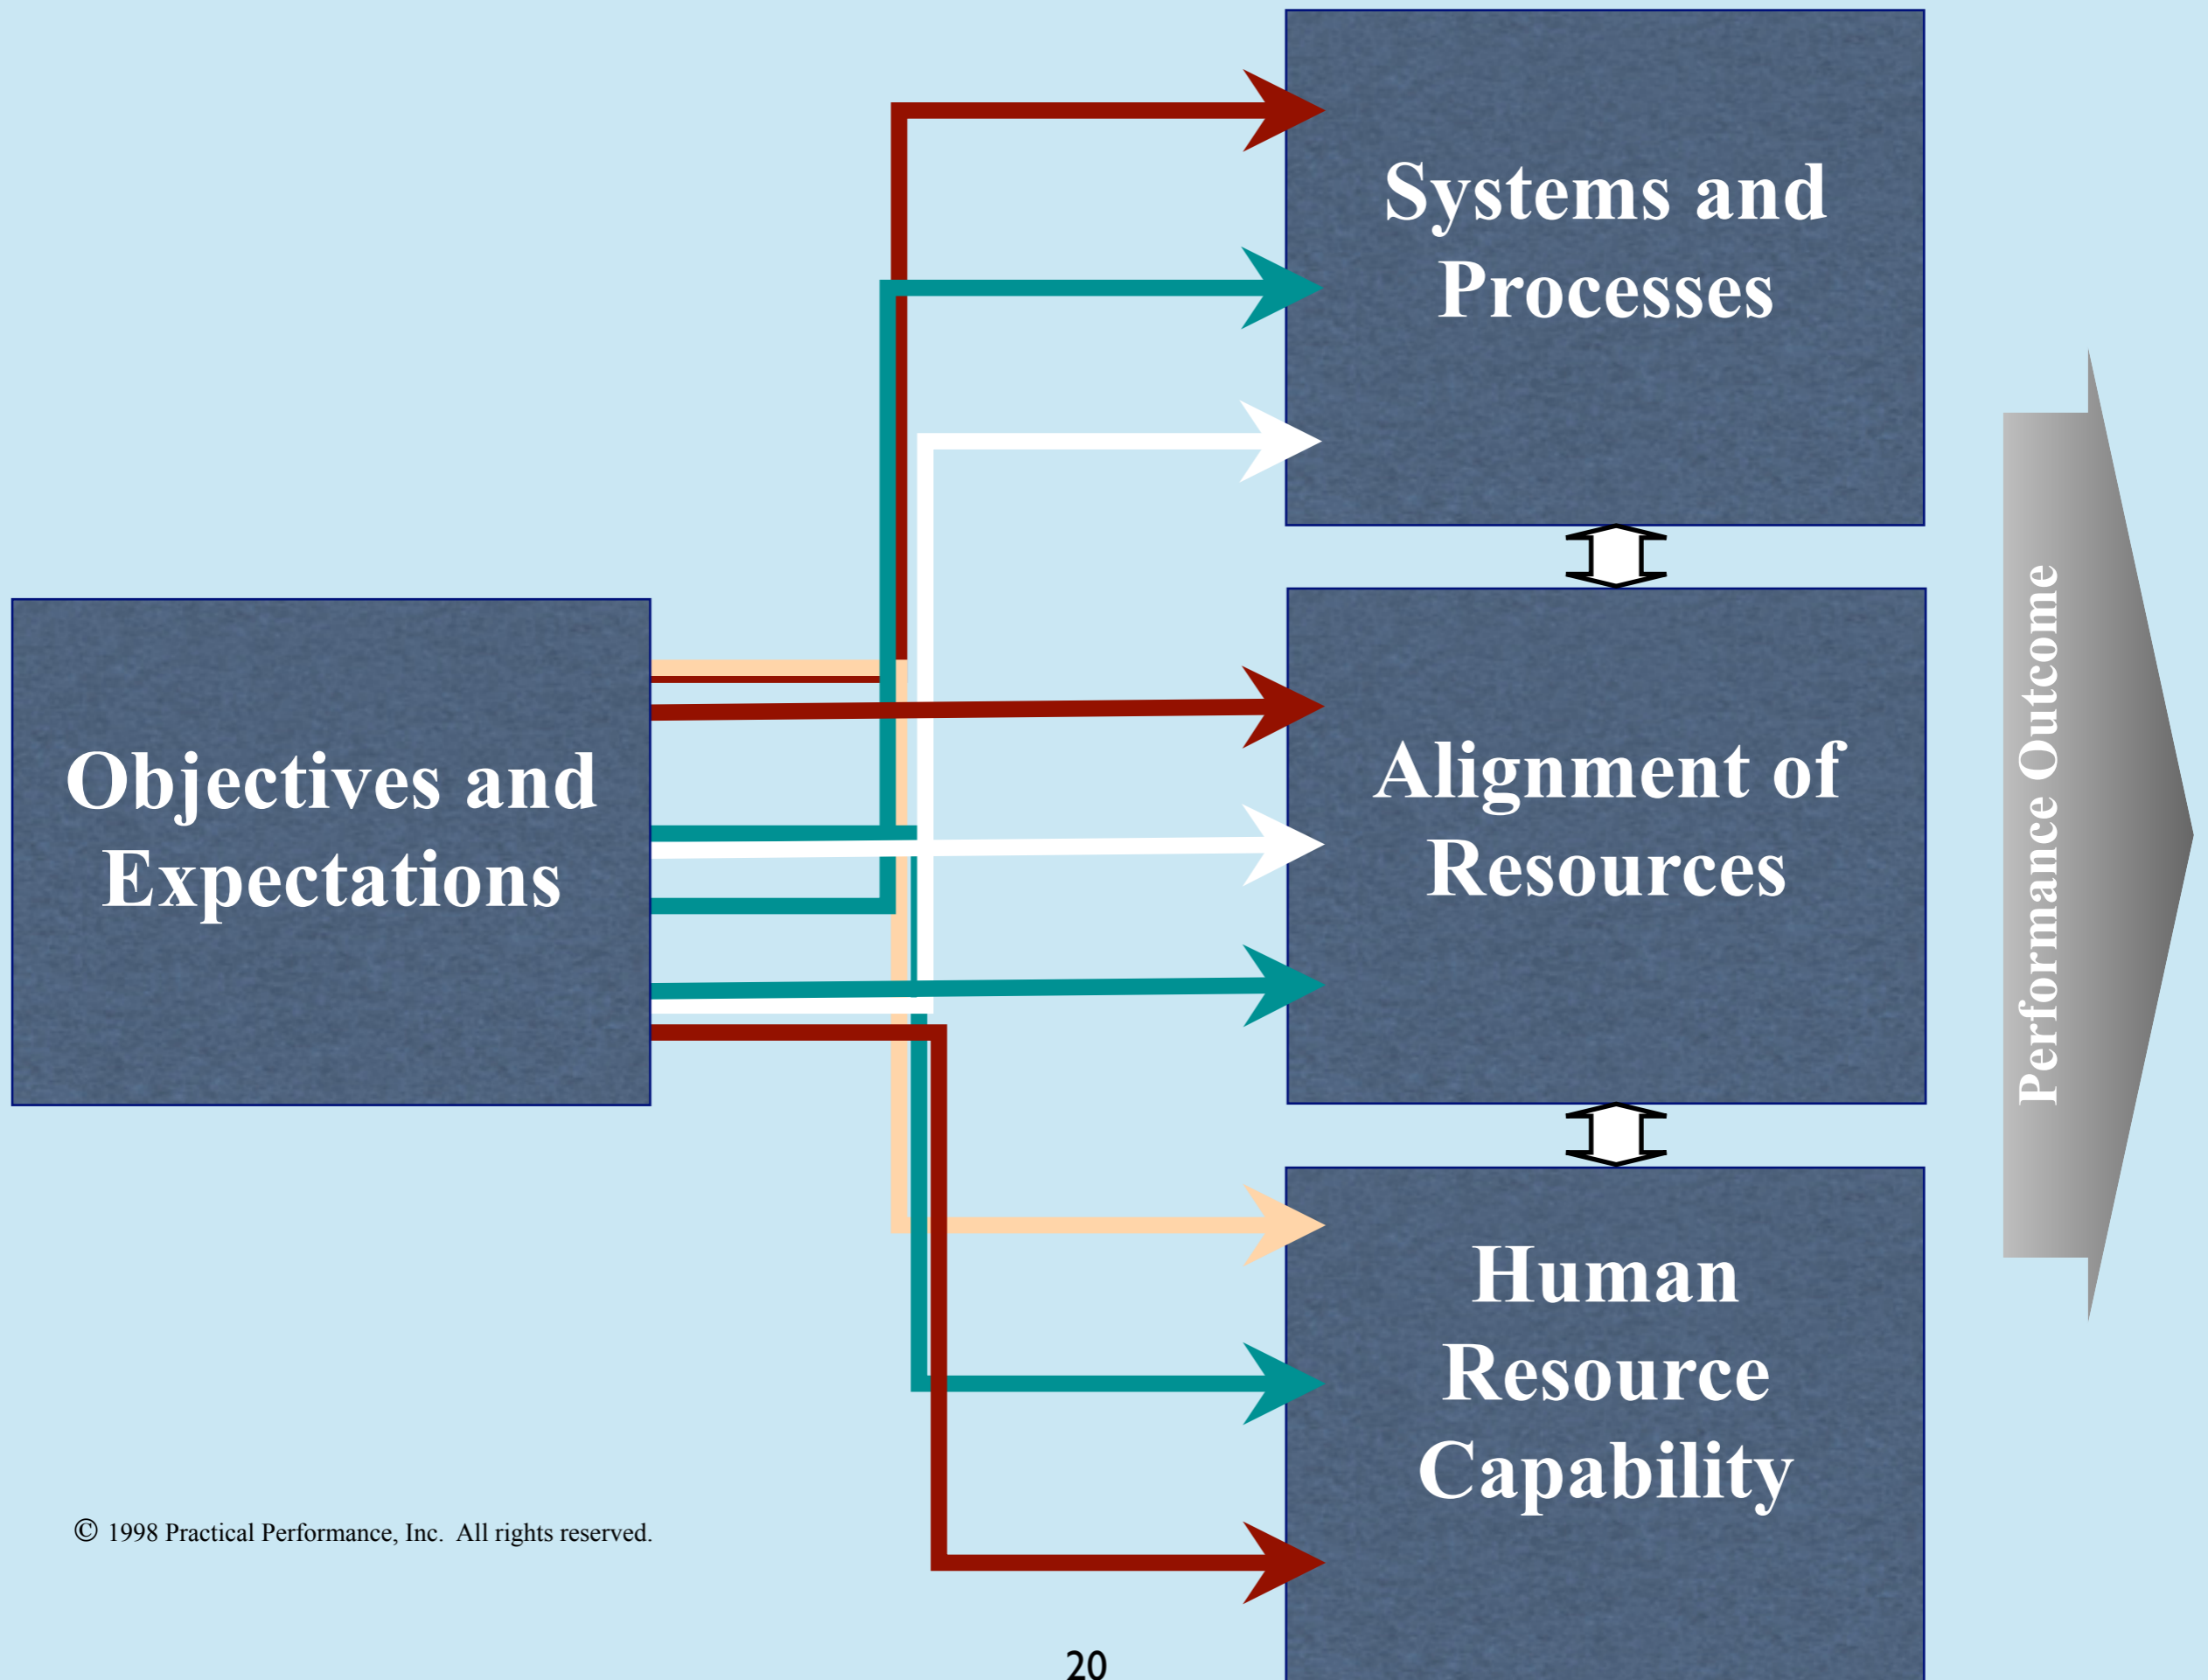 Systems and
Processes
Objectives and
Expectations
Alignment of
Resources
Performance Outcome
Human
Resource
Capability
© 1998 Practical Performance, Inc. All rights reserved.
20